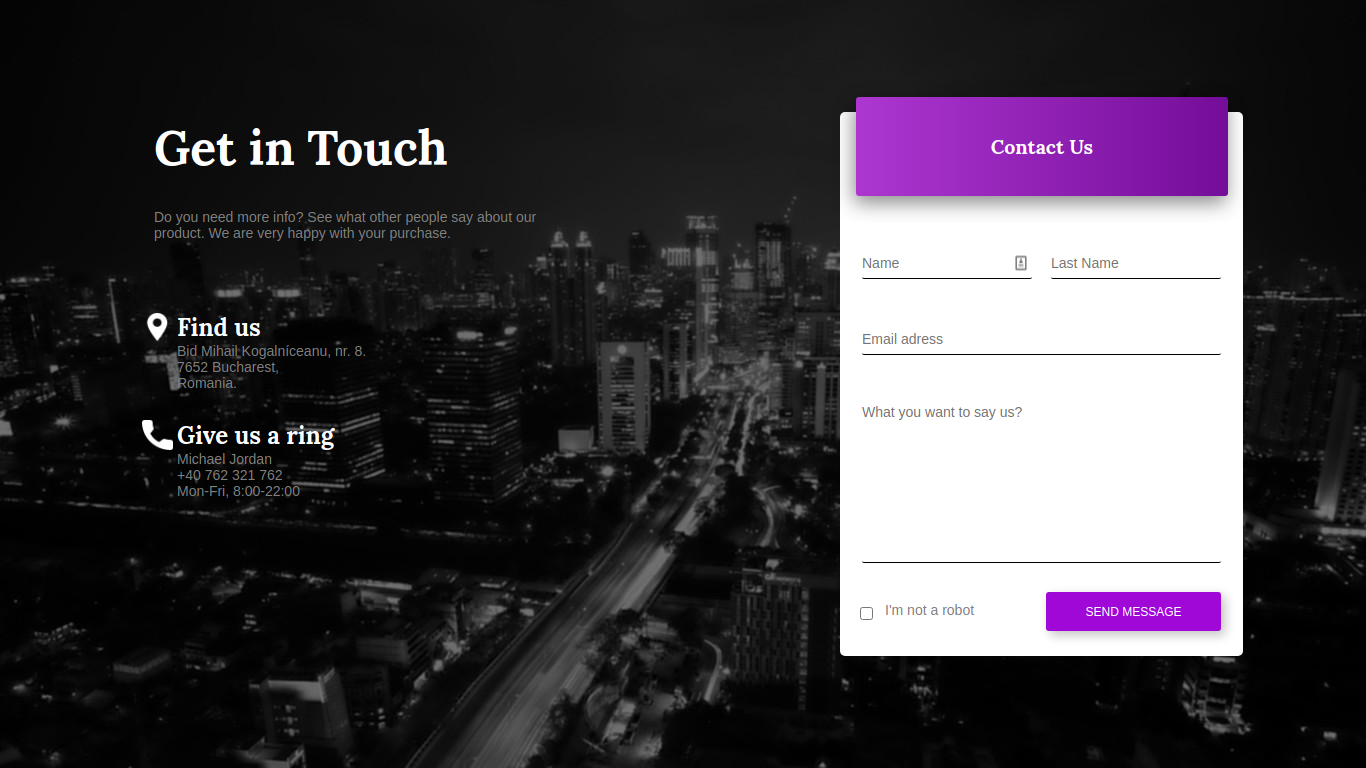 Get in Touch
Do you need more info? See what other people say about our
product. We are very happy with your purchase.
Find us
Bid Mihail Kogalniceanu, nr. 8.
7652 Bucharest,
Romania.
Give us a ring
Michael Jordan
+40 762 321 762
Mon-Fri, 8:00-22:00
Contact Us
Name
Last Name
Email adress
What you want to say us?
I'm not a robot
SEND MESSAGE